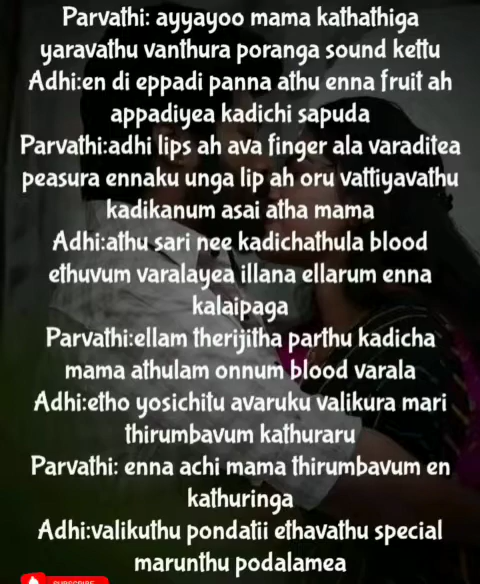 Parvathi: ayyayoo mama kathathiga
yaravathu vanthura poranga sound kettu
Adhi:en di eppadi panna athu enna fruit ah
appadiyea kadichi sapuda
Parvathi:adhi lips ah ava finger ala varaditea
peasura ennaku unga lip ah oru vattiyavathu
kadikanum asai atha mama
Adhi:athu sari nee kadichathula blood
ethuvum varalayea illana ellarum enna
kalaipaga
Parvathi:ellam therijitha parthu kadicha
mama athulam onnum blood varala
Adhi:etho yosichitu avaruku valikura mari
thirumbavum kathuraru
Parvathi: enna achi mama thirumbavum en
kathuringa
Adhi:valikuthu pondatii ethavathu special
marunthu podalamea